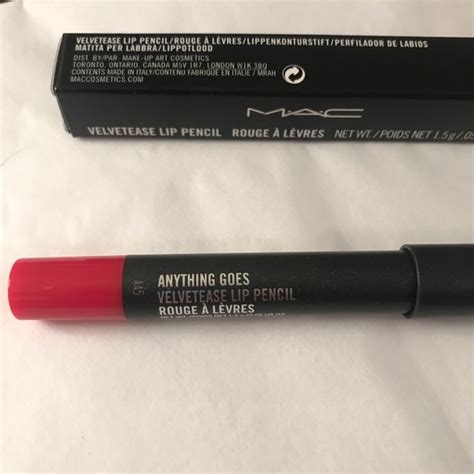 VELVETEASE LIP PENCIL/ROUGE À LÈVRES/LIPPENKONTURSTIFT/PERFILADOR DE LABIOS
MATITA PER LABBRA/LIPPOTLOOD
DIST. BY/PAR. MAKE-UP ART COSMETICS
TORONTO, ONTARIO, CANADA M5V 1R7, LONDON W1K 3BQ
CONTENTS MADE IN ITALY/CONTENU FABRIQUÉ EN ITALIE / MRAH
MACCOSMETICS.COM
MAC
VELVETEASE LIP PENCIL ROUGE À LÈVRES NET WT./POIDS NET 1.5 g/.05
A45
ANYTHING GOES
VELVETEASE LIP PENCIL
ROUGE À LÈVRES